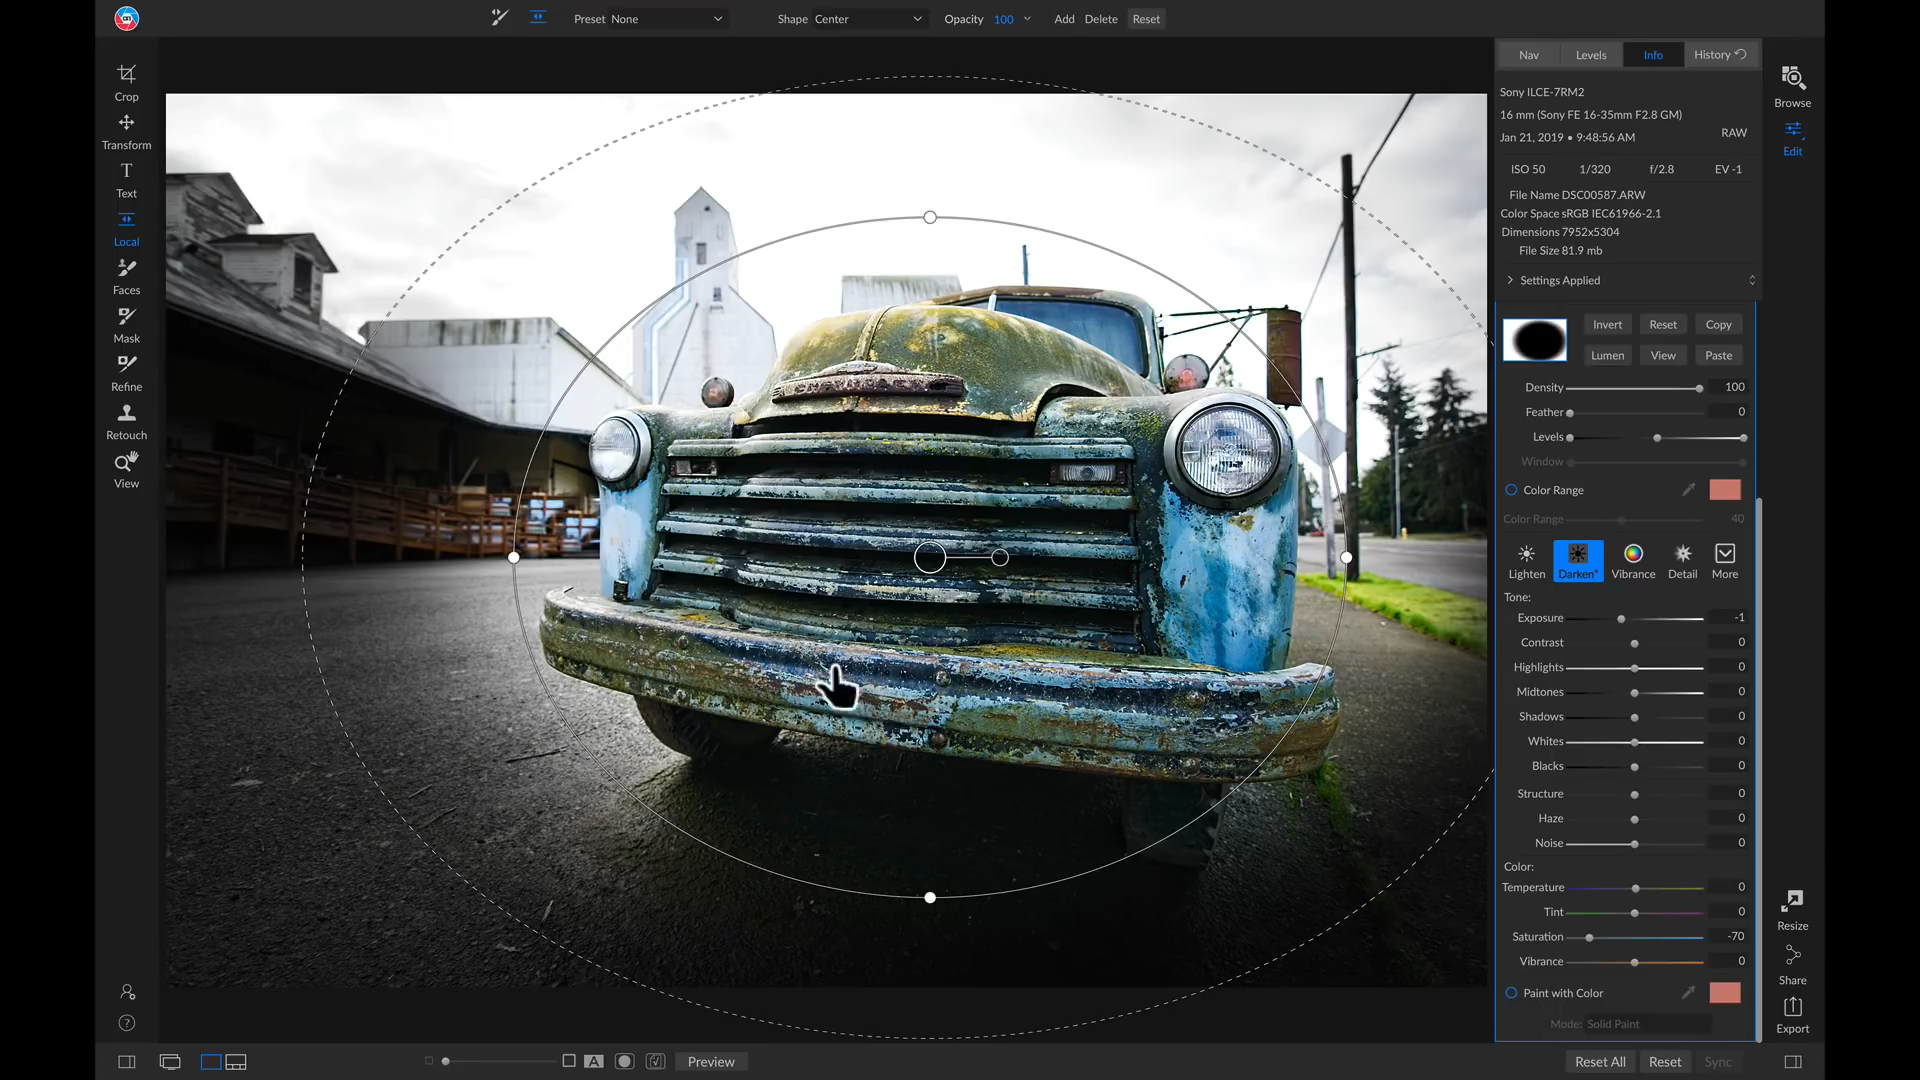 Preset None Shape Center Opacity 100 Add Delete Reset
Crop
Transform
T
Text
Local
Faces
Mask
Refine
Retouch
View
Nav Levels Info History
Sony ILCE-7RM2
16 mm (Sony FE 16-35mm F2.8 GM)
Jan 21, 2019 • 9:48:56 AM RAW
ISO 50 1/320 f/2.8 EV -1
File Name DSC00587.ARW
Color Space sRGB IEC61966-2.1
Dimensions 7952x5304
File Size 81.9 mb
Settings Applied
Invert Reset Copy
Lumen View Paste
Density 100
Feather 0
Levels
Window
Color Range
Color Range 40
Lighten Darken* Vibrance Detail More
Tone:
Exposure -1
Contrast 0
Highlights 0
Midtones 0
Shadows 0
Whites 0
Blacks 0
Structure 0
Haze 0
Noise 0
Color:
Temperature 0
Tint 0
Saturation -70
Vibrance 0
Paint with Color
Mode: Solid Paint
Browse
Edit
Resize
Share
Export
?
A Preview Reset All Reset Sync